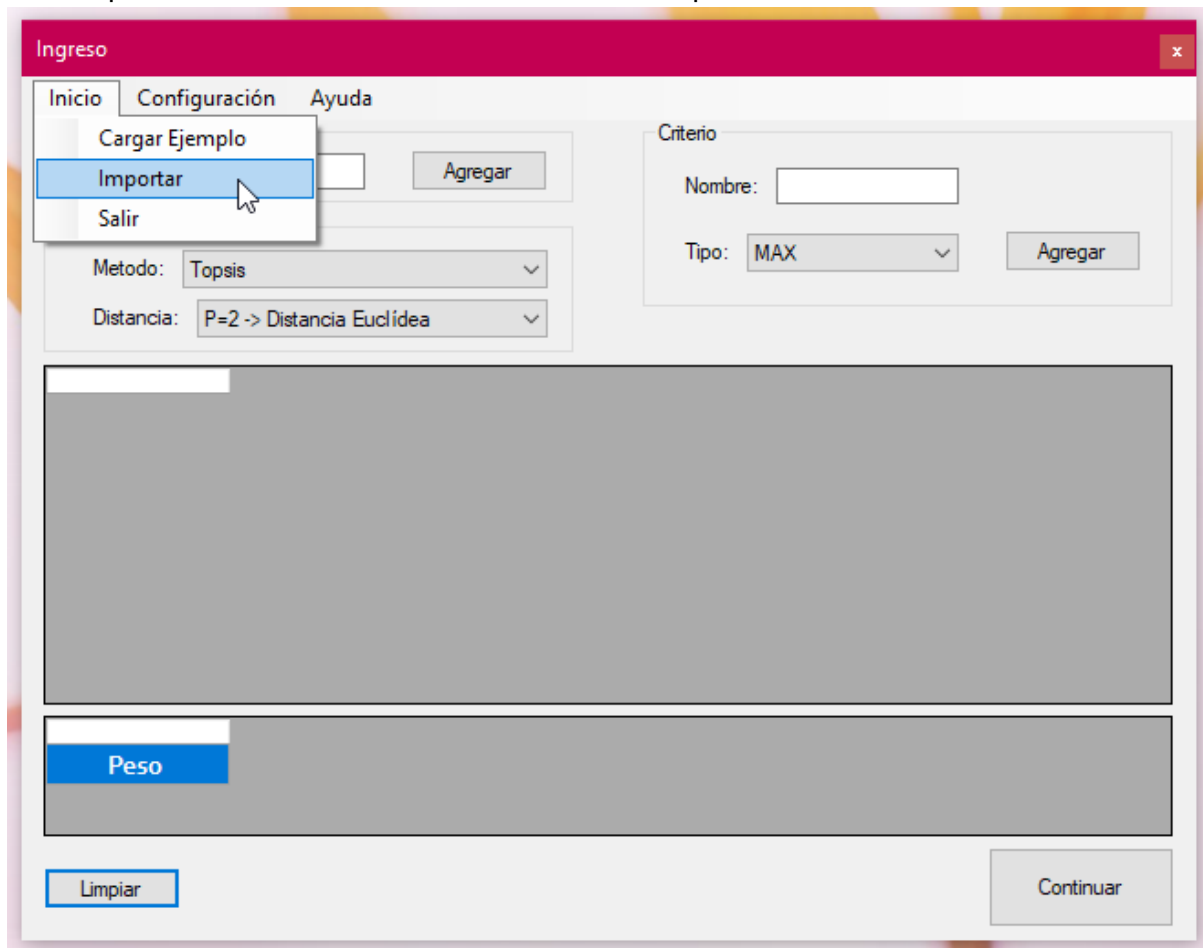 Ingreso
x
Inicio Configuración Ayuda
Cargar Ejemplo
Importar
Salir
Agregar
Metodo: Topsis
Distancia: P=2 -> Distancia Euclídea
Criterio
Nombre:
Tipo: MAX Agregar
Peso
Limpiar Continuar